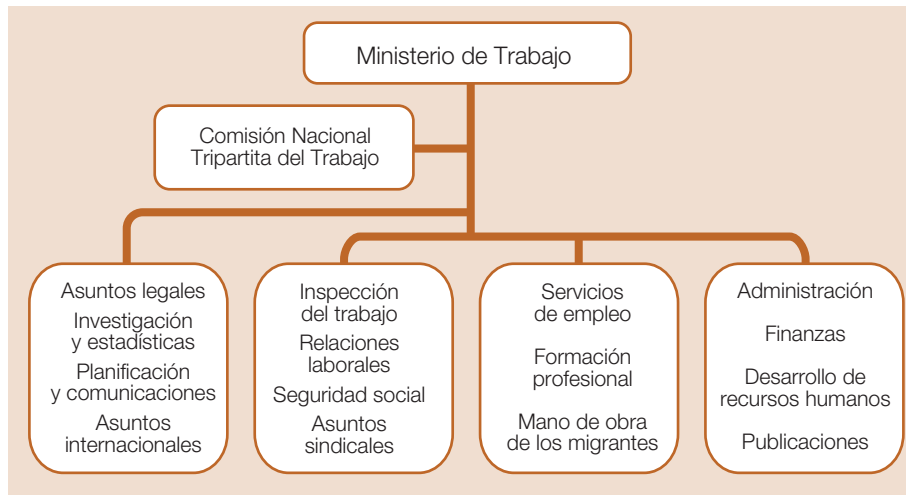 Ministerio de Trabajo
Comisión Nacional
Tripartita del Trabajo
Asuntos legales
Investigación
y estadísticas
Planificación
y comunicaciones
Asuntos
internacionales
Inspección
del trabajo
Relaciones
laborales
Seguridad social
Asuntos
sindicales
Servicios
de empleo
Formación
profesional
Mano de obra
de los migrantes
Administración
Finanzas
Desarrollo de
recursos humanos
Publicaciones